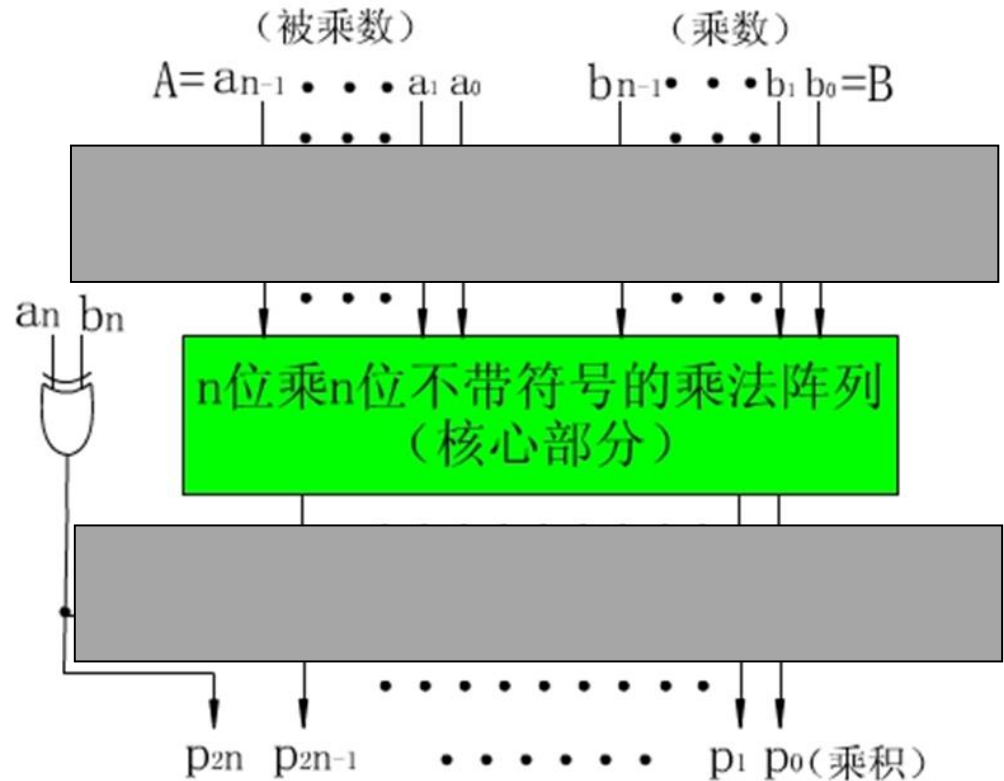 （被乘数） （乘数）
A=an-1 • • • a1 a0 bn-1 • • • b1 b0=B
an bn
n位乘n位不带符号的乘法阵列
（核心部分）
p2n p2n-1 • • • • • • p1 p0(乘积）